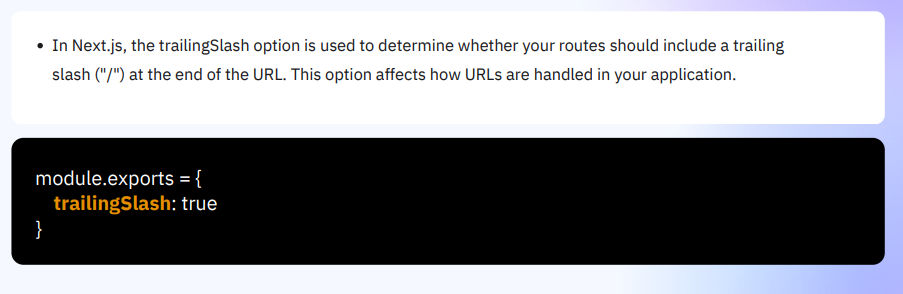 • In Next.js, the trailingSlash option is used to determine whether your routes should include a trailing
slash ("/") at the end of the URL. This option affects how URLs are handled in your application.
module.exports = {
trailingSlash: true
}